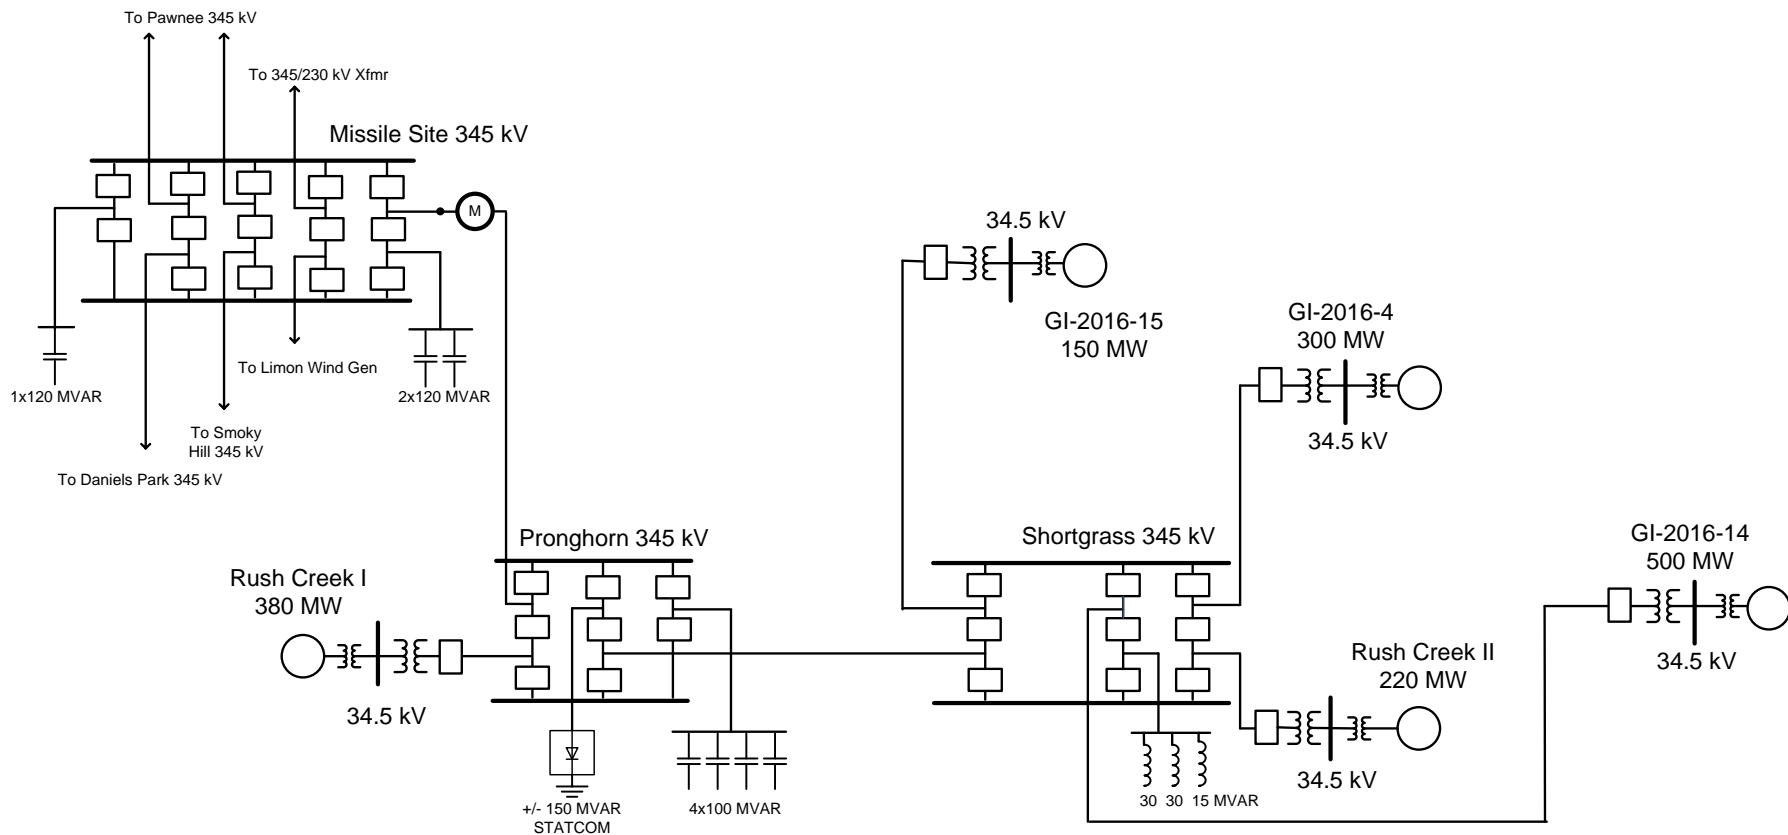 To Pawnee 345 kV
To 345/230 kV Xfmr
Missile Site 345 kV
M
To Limon Wind Gen
1x120 MVAR
2x120 MVAR
To Smoky
Hill 345 kV
To Daniels Park 345 kV
34.5 kV
GI-2016-15
150 MW
GI-2016-4
300 MW
34.5 kV
Pronghorn 345 kV
Shortgrass 345 kV
GI-2016-14
500 MW
34.5 kV
Rush Creek I
380 MW
34.5 kV
Rush Creek II
220 MW
34.5 kV
+/- 150 MVAR
STATCOM
4x100 MVAR
30 30 15 MVAR